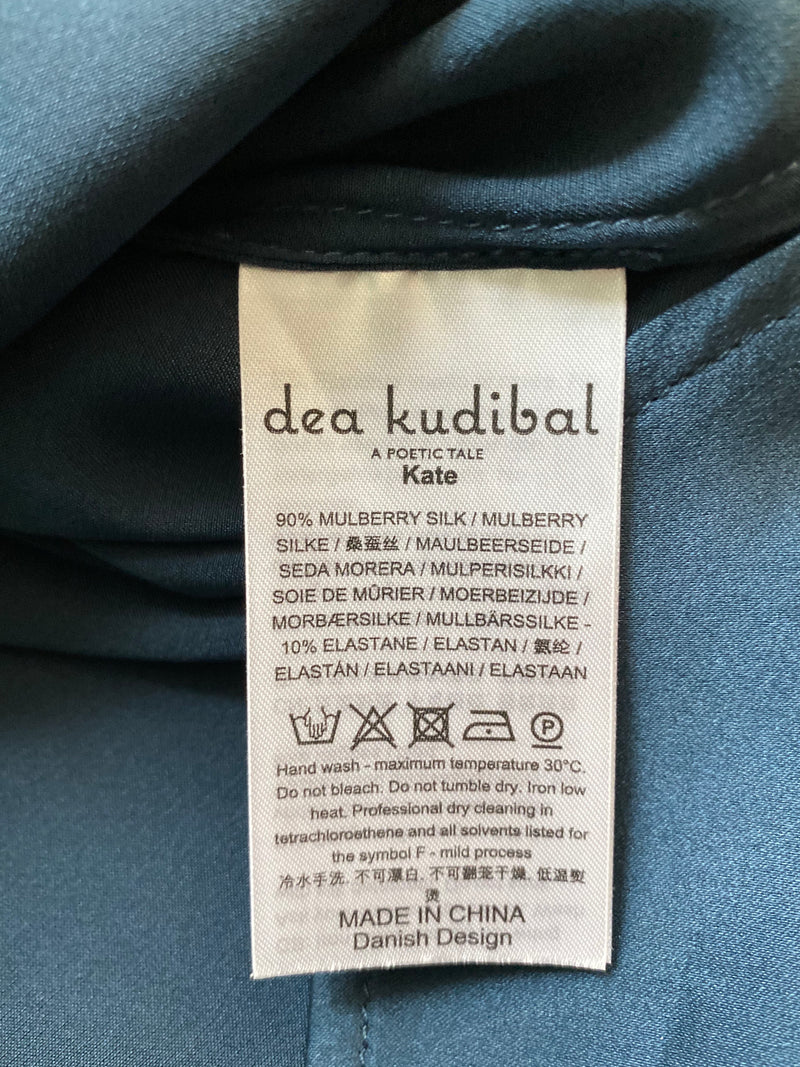 dea kudibal
A POETIC TALE
Kate
90% MULBERRY SILK / MULBERRY
SILKE / 桑蚕丝 / MAULBEERSEIDE /
SEDA MORERA / MULPERISILKKI /
SOIE DE MÛRIER / MOERBEIZIJDE /
MORBÆRSILKE / MULLBÄRSSILKE -
10% ELASTANE / ELASTAN / 氨纶 /
ELASTÁN / ELASTAANI / ELASTAAN
P
Hand wash - maximum temperature 30°C.
Do not bleach. Do not tumble dry. Iron low
heat. Professional dry cleaning in
tetrachloroethene and all solvents listed for
the symbol F - mild process
冷水手洗, 不可漂白, 不可翻笼干燥, 低温熨
烫
MADE IN CHINA
Danish Design